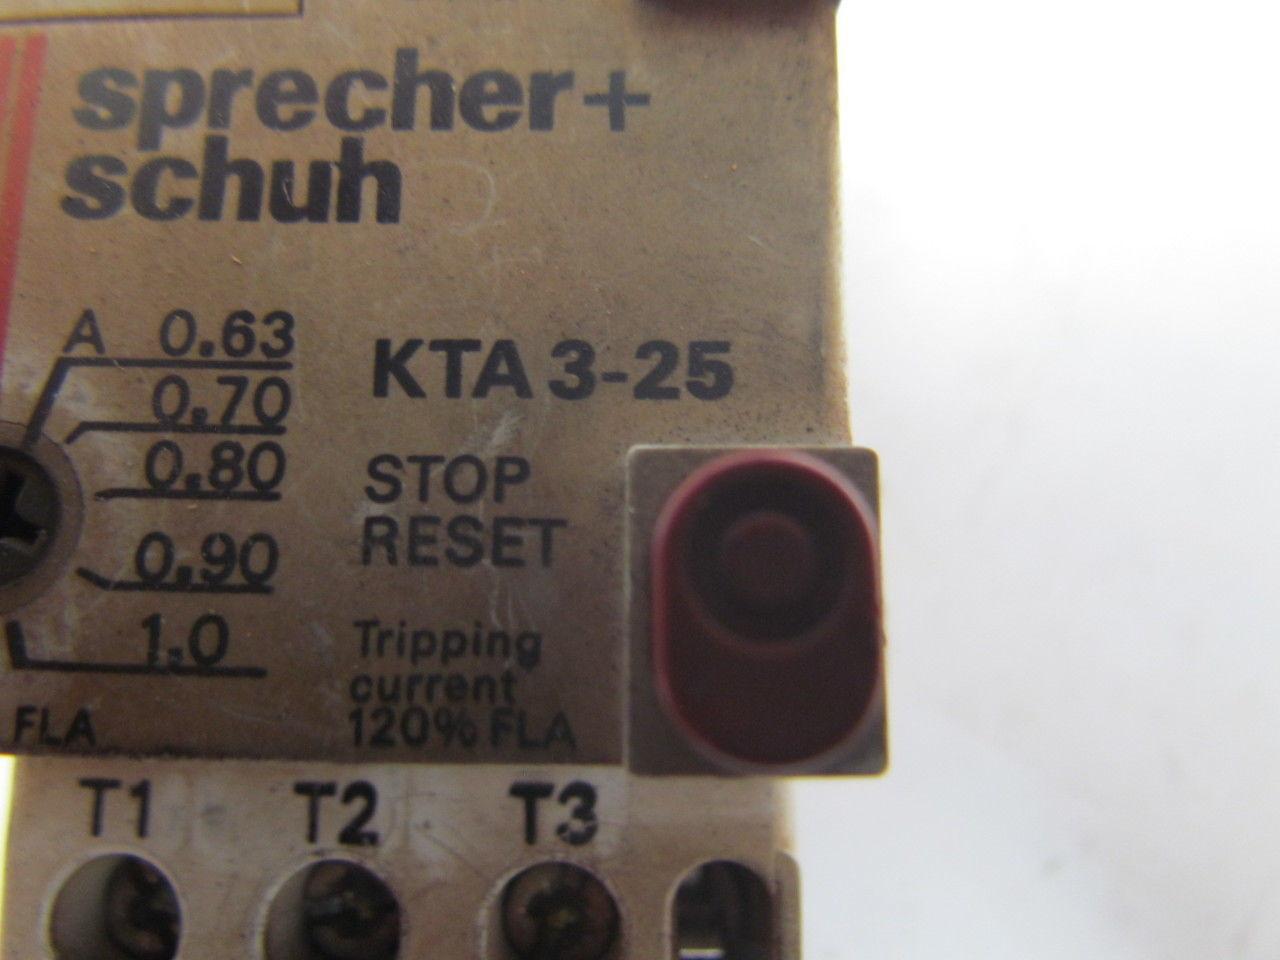 sprecher+
schuh
A 0.63
0.70
0.80
0.90
1.0
FLA
KTA 3-25
STOP
RESET
Tripping
current
120% FLA
T1 T2 T3